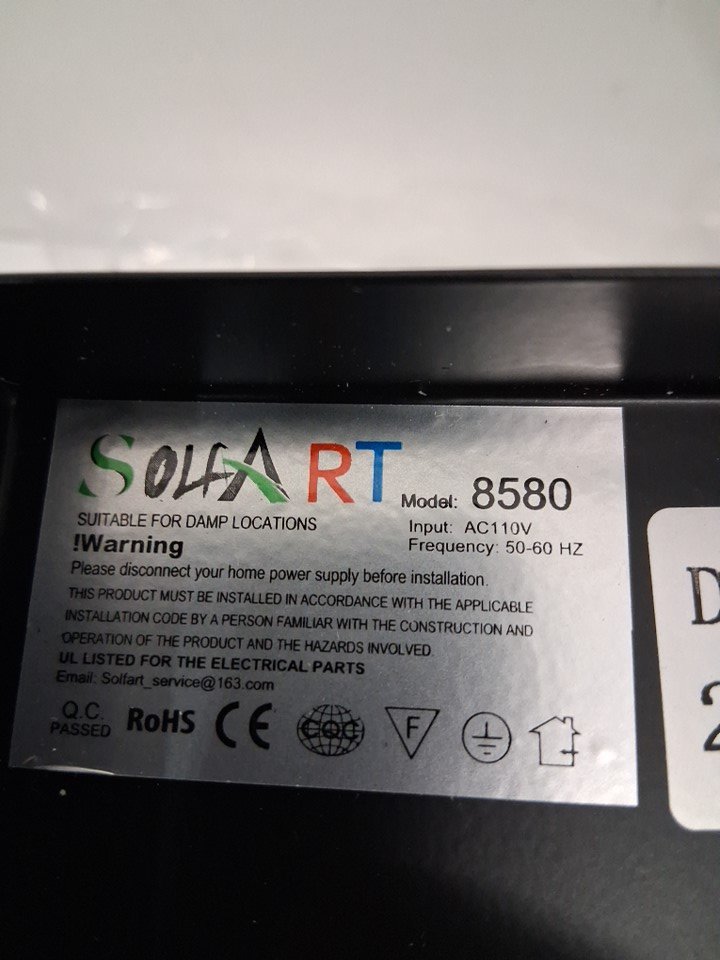 SOLFART
Model: 8580
SUITABLE FOR DAMP LOCATIONS
Input: AC110V
!Warning
Frequency: 50-60 HZ
Please disconnect your home power supply before installation.
THIS PRODUCT MUST BE INSTALLED IN ACCORDANCE WITH THE APPLICABLE
INSTALLATION CODE BY A PERSON FAMILIAR WITH THE CONSTRUCTION AND
OPERATION OF THE PRODUCT AND THE HAZARDS INVOLVED.
UL LISTED FOR THE ELECTRICAL PARTS
Email: Solfart_service@163.com
Q.C.
PASSED
RoHS
CE
CQC
F
D
2